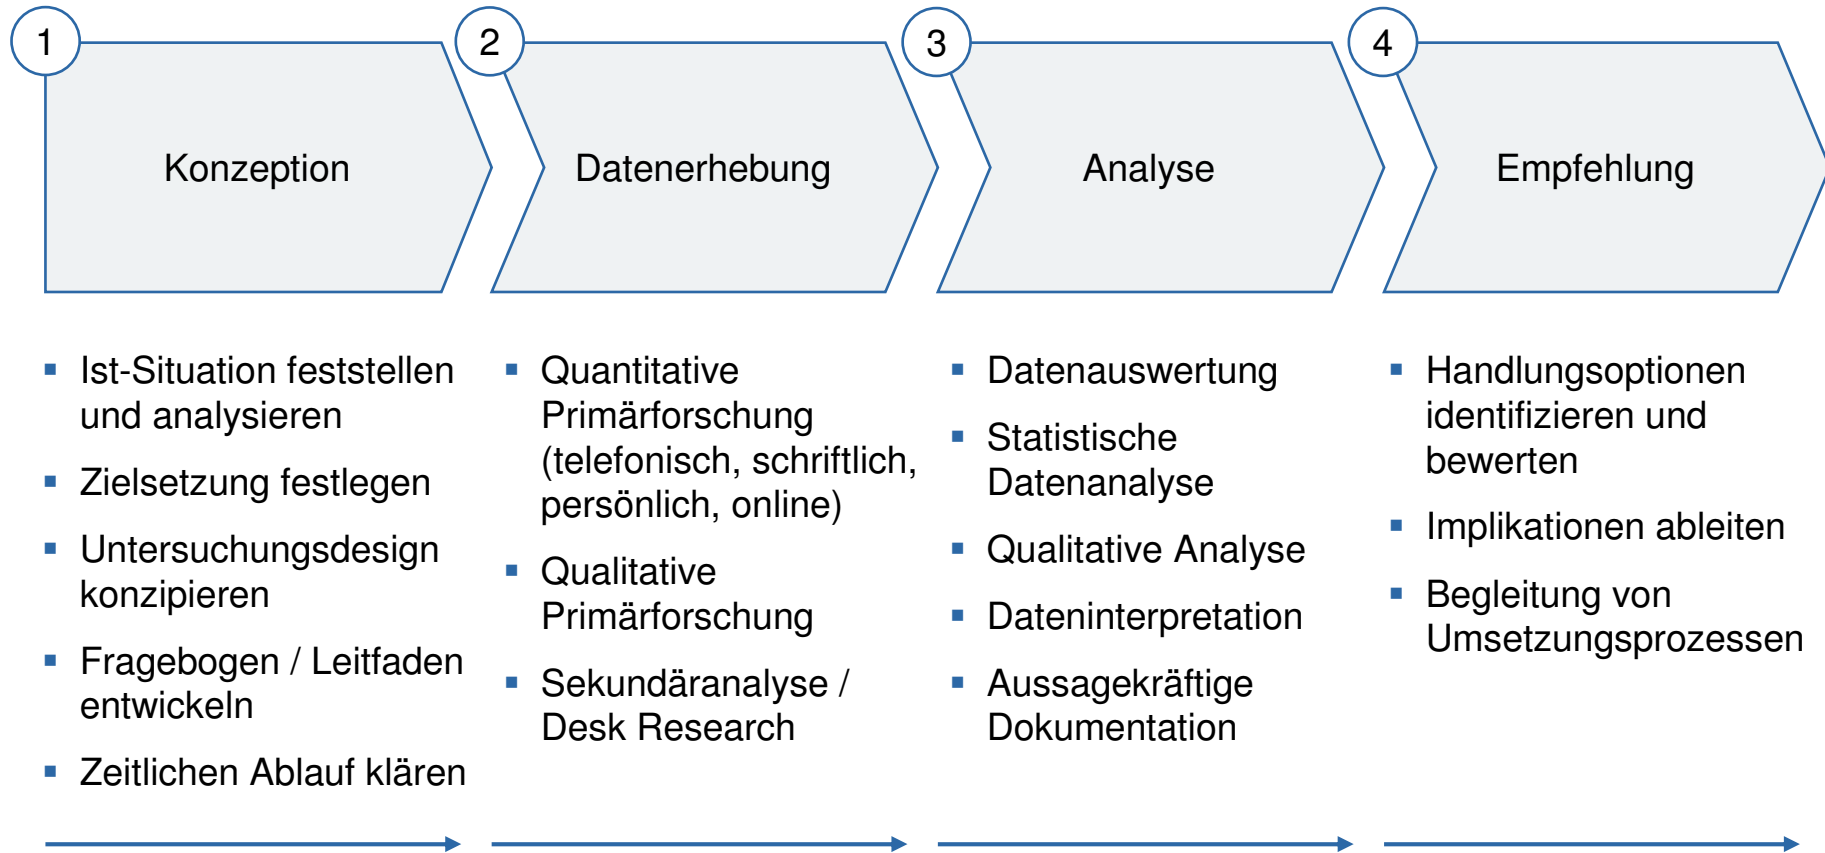 1
2
3
4
Konzeption
Datenerhebung
Analyse
Empfehlung
▪ Ist-Situation feststellen
und analysieren
▪ Zielsetzung festlegen
▪ Untersuchungsdesign
konzipieren
▪ Fragebogen / Leitfaden
entwickeln
▪ Zeitlichen Ablauf klären
▪ Quantitative
Primärforschung
(telefonisch, schriftlich,
persönlich, online)
▪ Qualitative
Primärforschung
▪ Sekundäranalyse /
Desk Research
▪ Datenauswertung
▪ Statistische
Datenanalyse
▪ Qualitative Analyse
▪ Dateninterpretation
▪ Aussagekräftige
Dokumentation
▪ Handlungsoptionen
identifizieren und
bewerten
▪ Implikationen ableiten
▪ Begleitung von
Umsetzungsprozessen